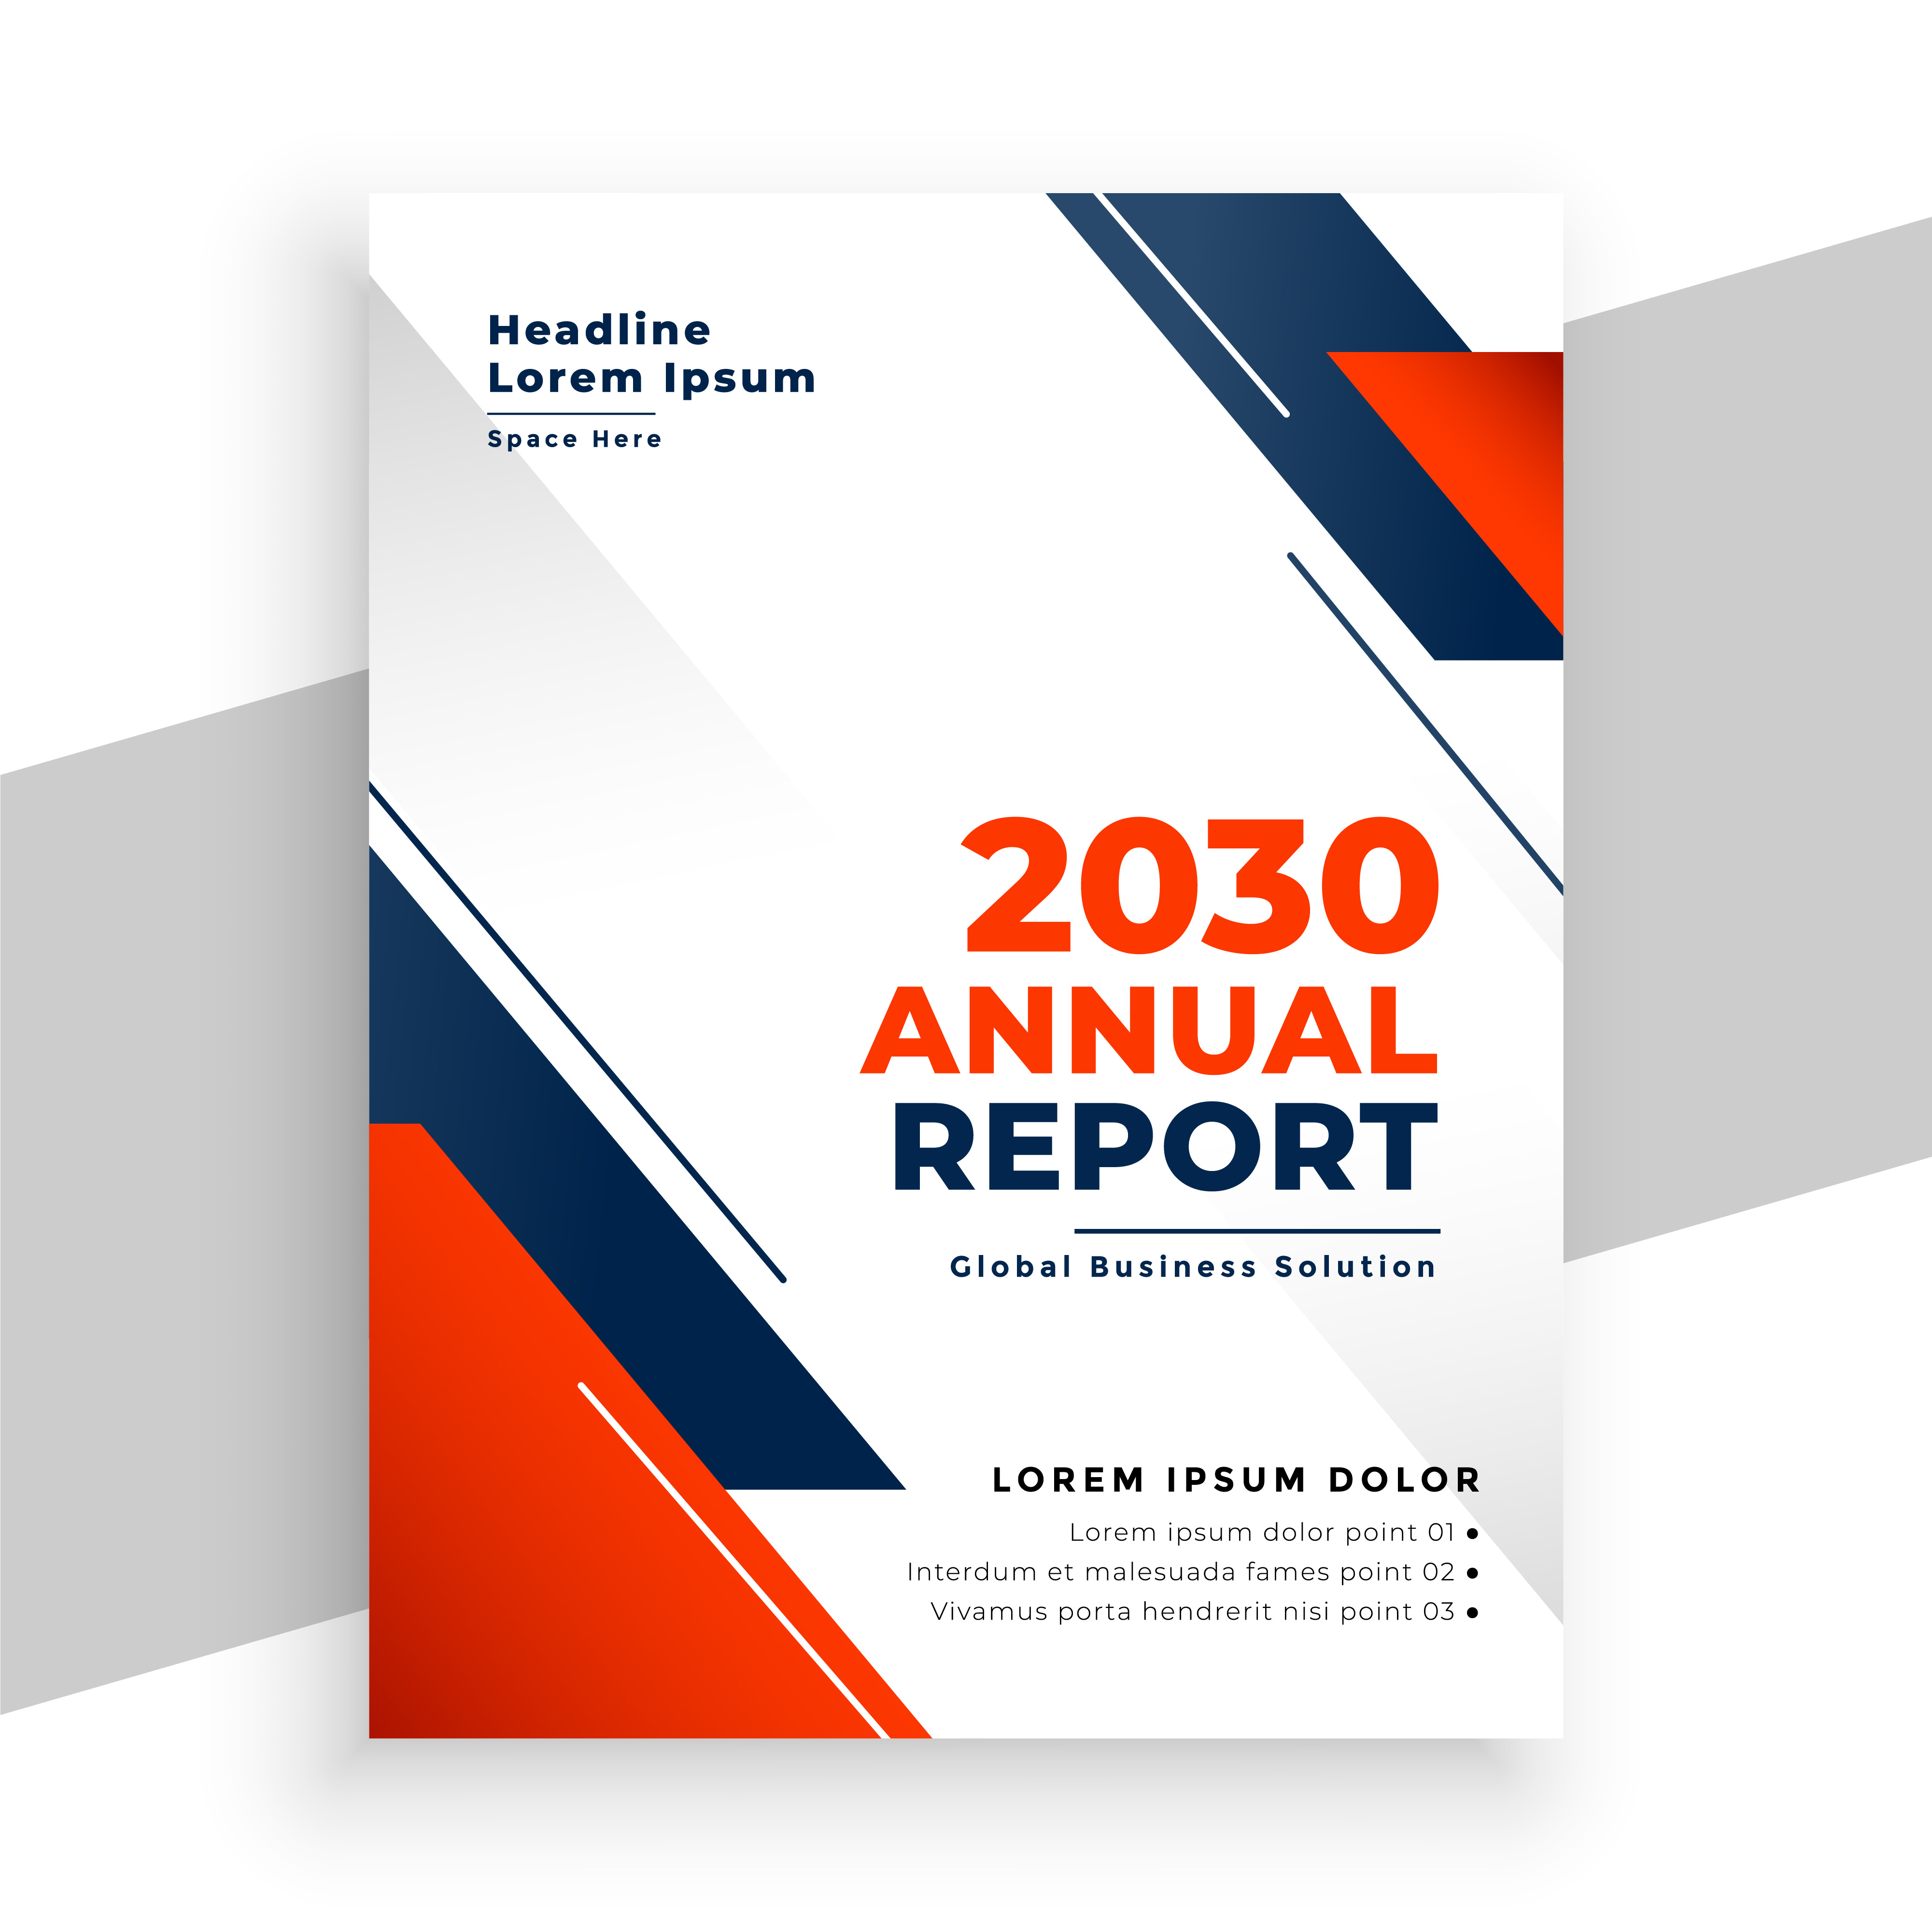 Headline
Lorem Ipsum
Space Here
2030
ANNUAL
REPORT
Global Business Solution
LOREM IPSUM DOLOR
Lorem ipsum dolor point 01 •
Interdum et malesuada fames point 02 •
Vivamus porta hendrerit nisi point 03 •